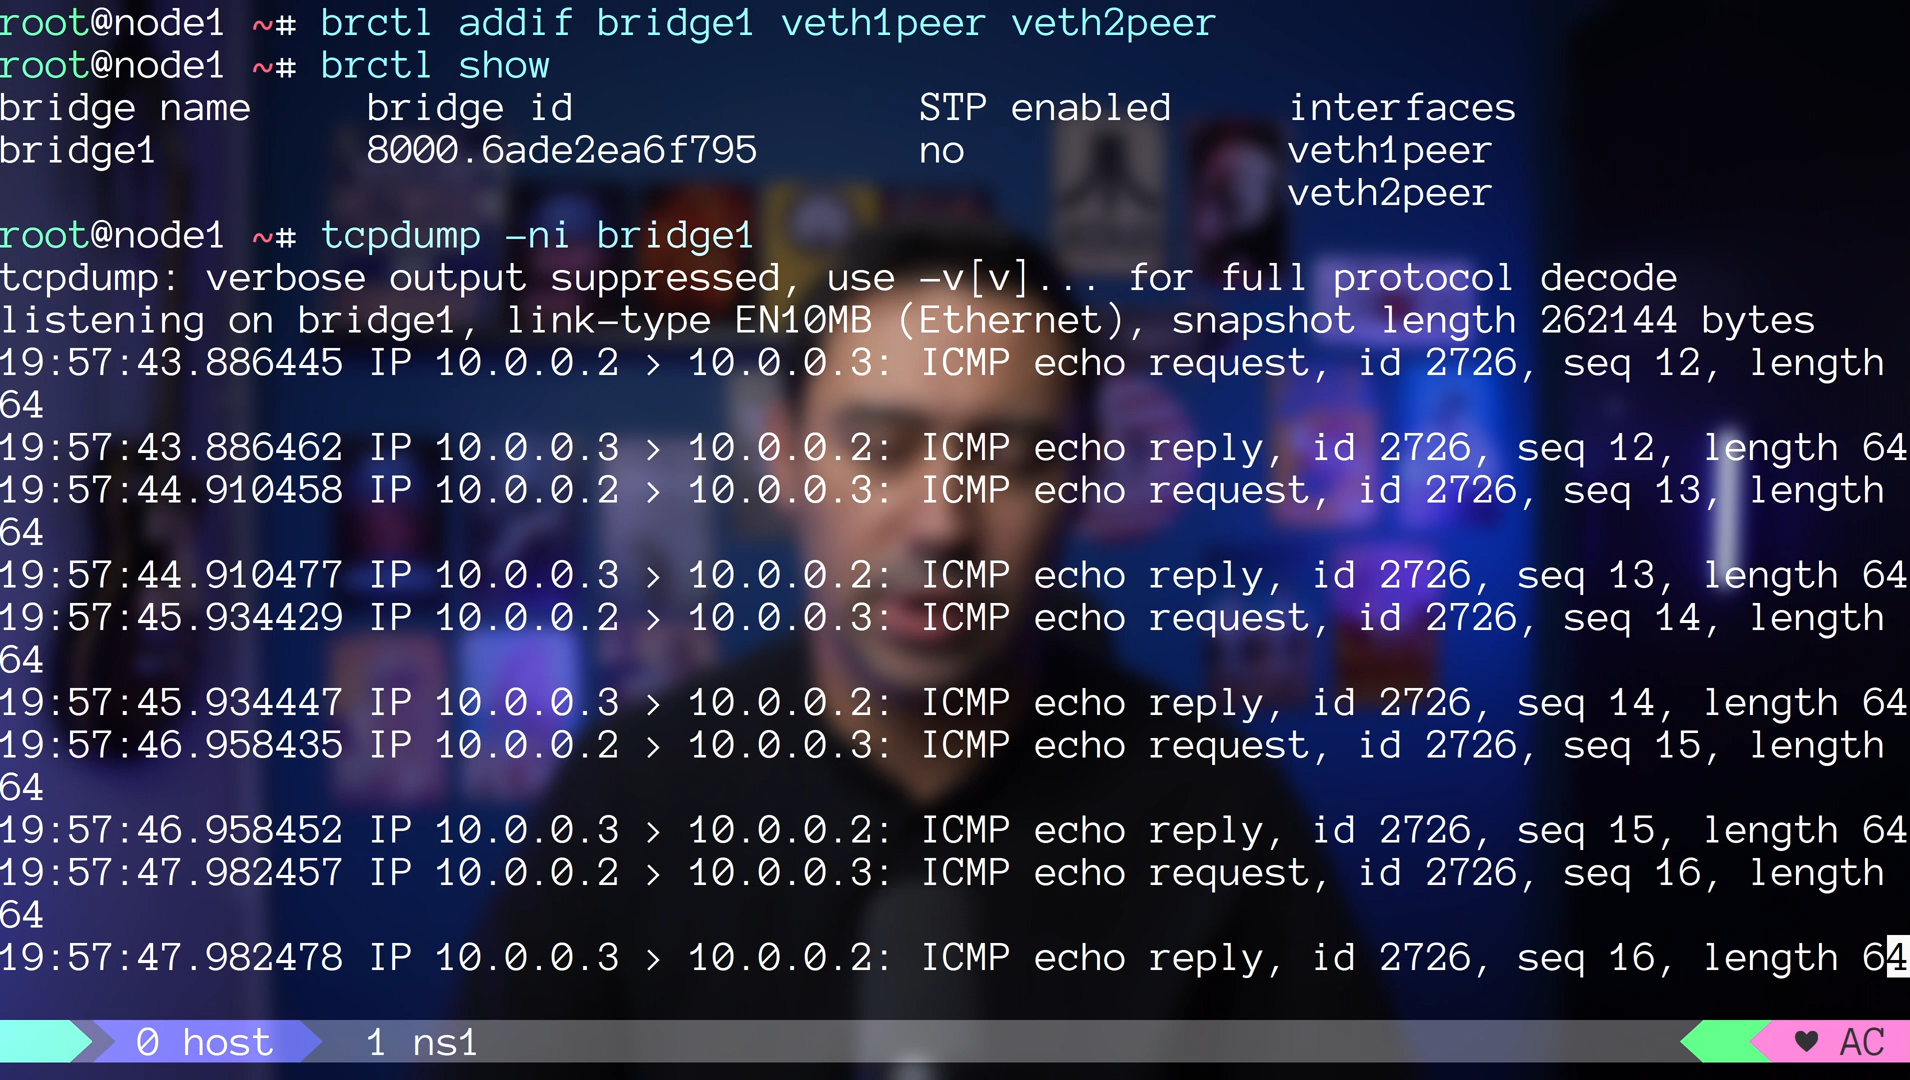 root@node1 ~# brctl addif bridge1 veth1peer veth2peer
root@node1 ~# brctl show
bridge name     bridge id               STP enabled     interfaces
bridge1         8000.6ade2ea6f795       no              veth1peer
                                                        veth2peer
root@node1 ~# tcpdump -ni bridge1
tcpdump: verbose output suppressed, use -v[v]... for full protocol decode
listening on bridge1, link-type EN10MB (Ethernet), snapshot length 262144 bytes
19:57:43.886445 IP 10.0.0.2 > 10.0.0.3: ICMP echo request, id 2726, seq 12, length
64
19:57:43.886462 IP 10.0.0.3 > 10.0.0.2: ICMP echo reply, id 2726, seq 12, length 64
19:57:44.910458 IP 10.0.0.2 > 10.0.0.3: ICMP echo request, id 2726, seq 13, length
64
19:57:44.910477 IP 10.0.0.3 > 10.0.0.2: ICMP echo reply, id 2726, seq 13, length 64
19:57:45.934429 IP 10.0.0.2 > 10.0.0.3: ICMP echo request, id 2726, seq 14, length
64
19:57:45.934447 IP 10.0.0.3 > 10.0.0.2: ICMP echo reply, id 2726, seq 14, length 64
19:57:46.958435 IP 10.0.0.2 > 10.0.0.3: ICMP echo request, id 2726, seq 15, length
64
19:57:46.958452 IP 10.0.0.3 > 10.0.0.2: ICMP echo reply, id 2726, seq 15, length 64
19:57:47.982457 IP 10.0.0.2 > 10.0.0.3: ICMP echo request, id 2726, seq 16, length
64
19:57:47.982478 IP 10.0.0.3 > 10.0.0.2: ICMP echo reply, id 2726, seq 16, length 64
0 host 1 ns1 ♥ AC